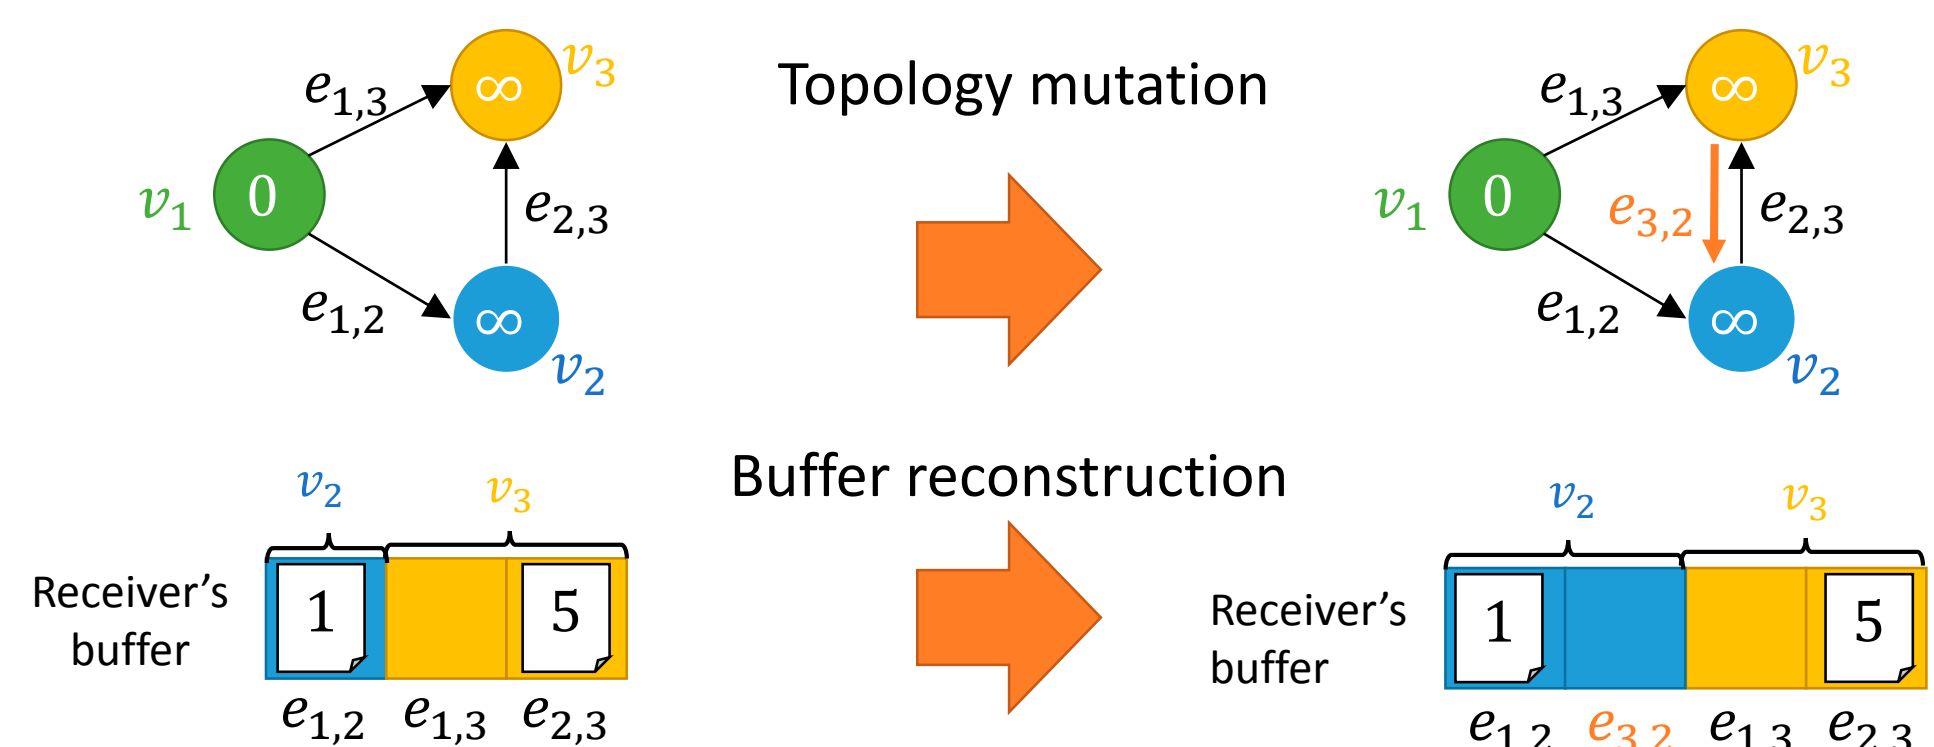 ∞ v₃
e₁,₃
Topology mutation
∞ v₃
e₁,₃
v₁ 0
e₂,₃
v₁ 0
e₃,₂ e₂,₃
e₁,₂
∞
v₂
e₁,₂
∞
v₂
Buffer reconstruction
v₂ v₃
v₂ v₃
Receiver's
buffer
1 5
Receiver's
buffer
1 5
e₁,₂ e₁,₃ e₂,₃
e₁,₂ e₃,₂ e₁,₃ e₂,₃